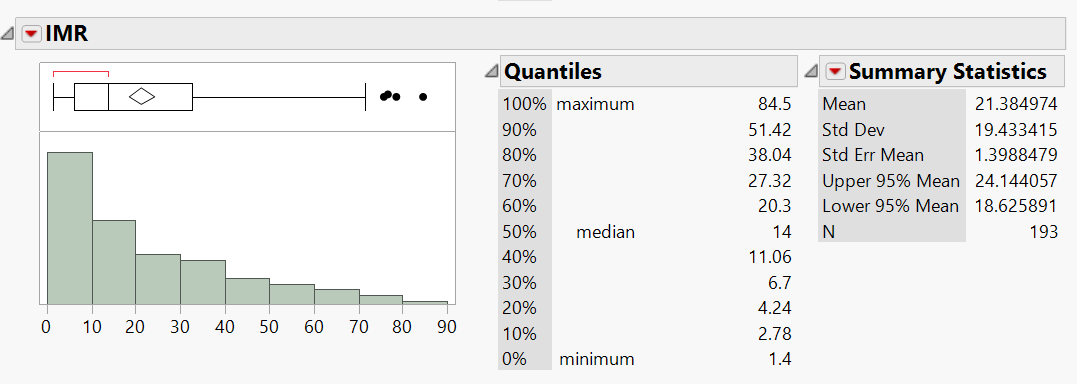 IMR
0 10 20 30 40 50 60 70 80 90
Quantiles
100% maximum 84.5
90% 51.42
80% 38.04
70% 27.32
60% 20.3
50% median 14
40% 11.06
30% 6.7
20% 4.24
10% 2.78
0% minimum 1.4
Summary Statistics
Mean 21.384974
Std Dev 19.433415
Std Err Mean 1.3988479
Upper 95% Mean 24.144057
Lower 95% Mean 18.625891
N 193